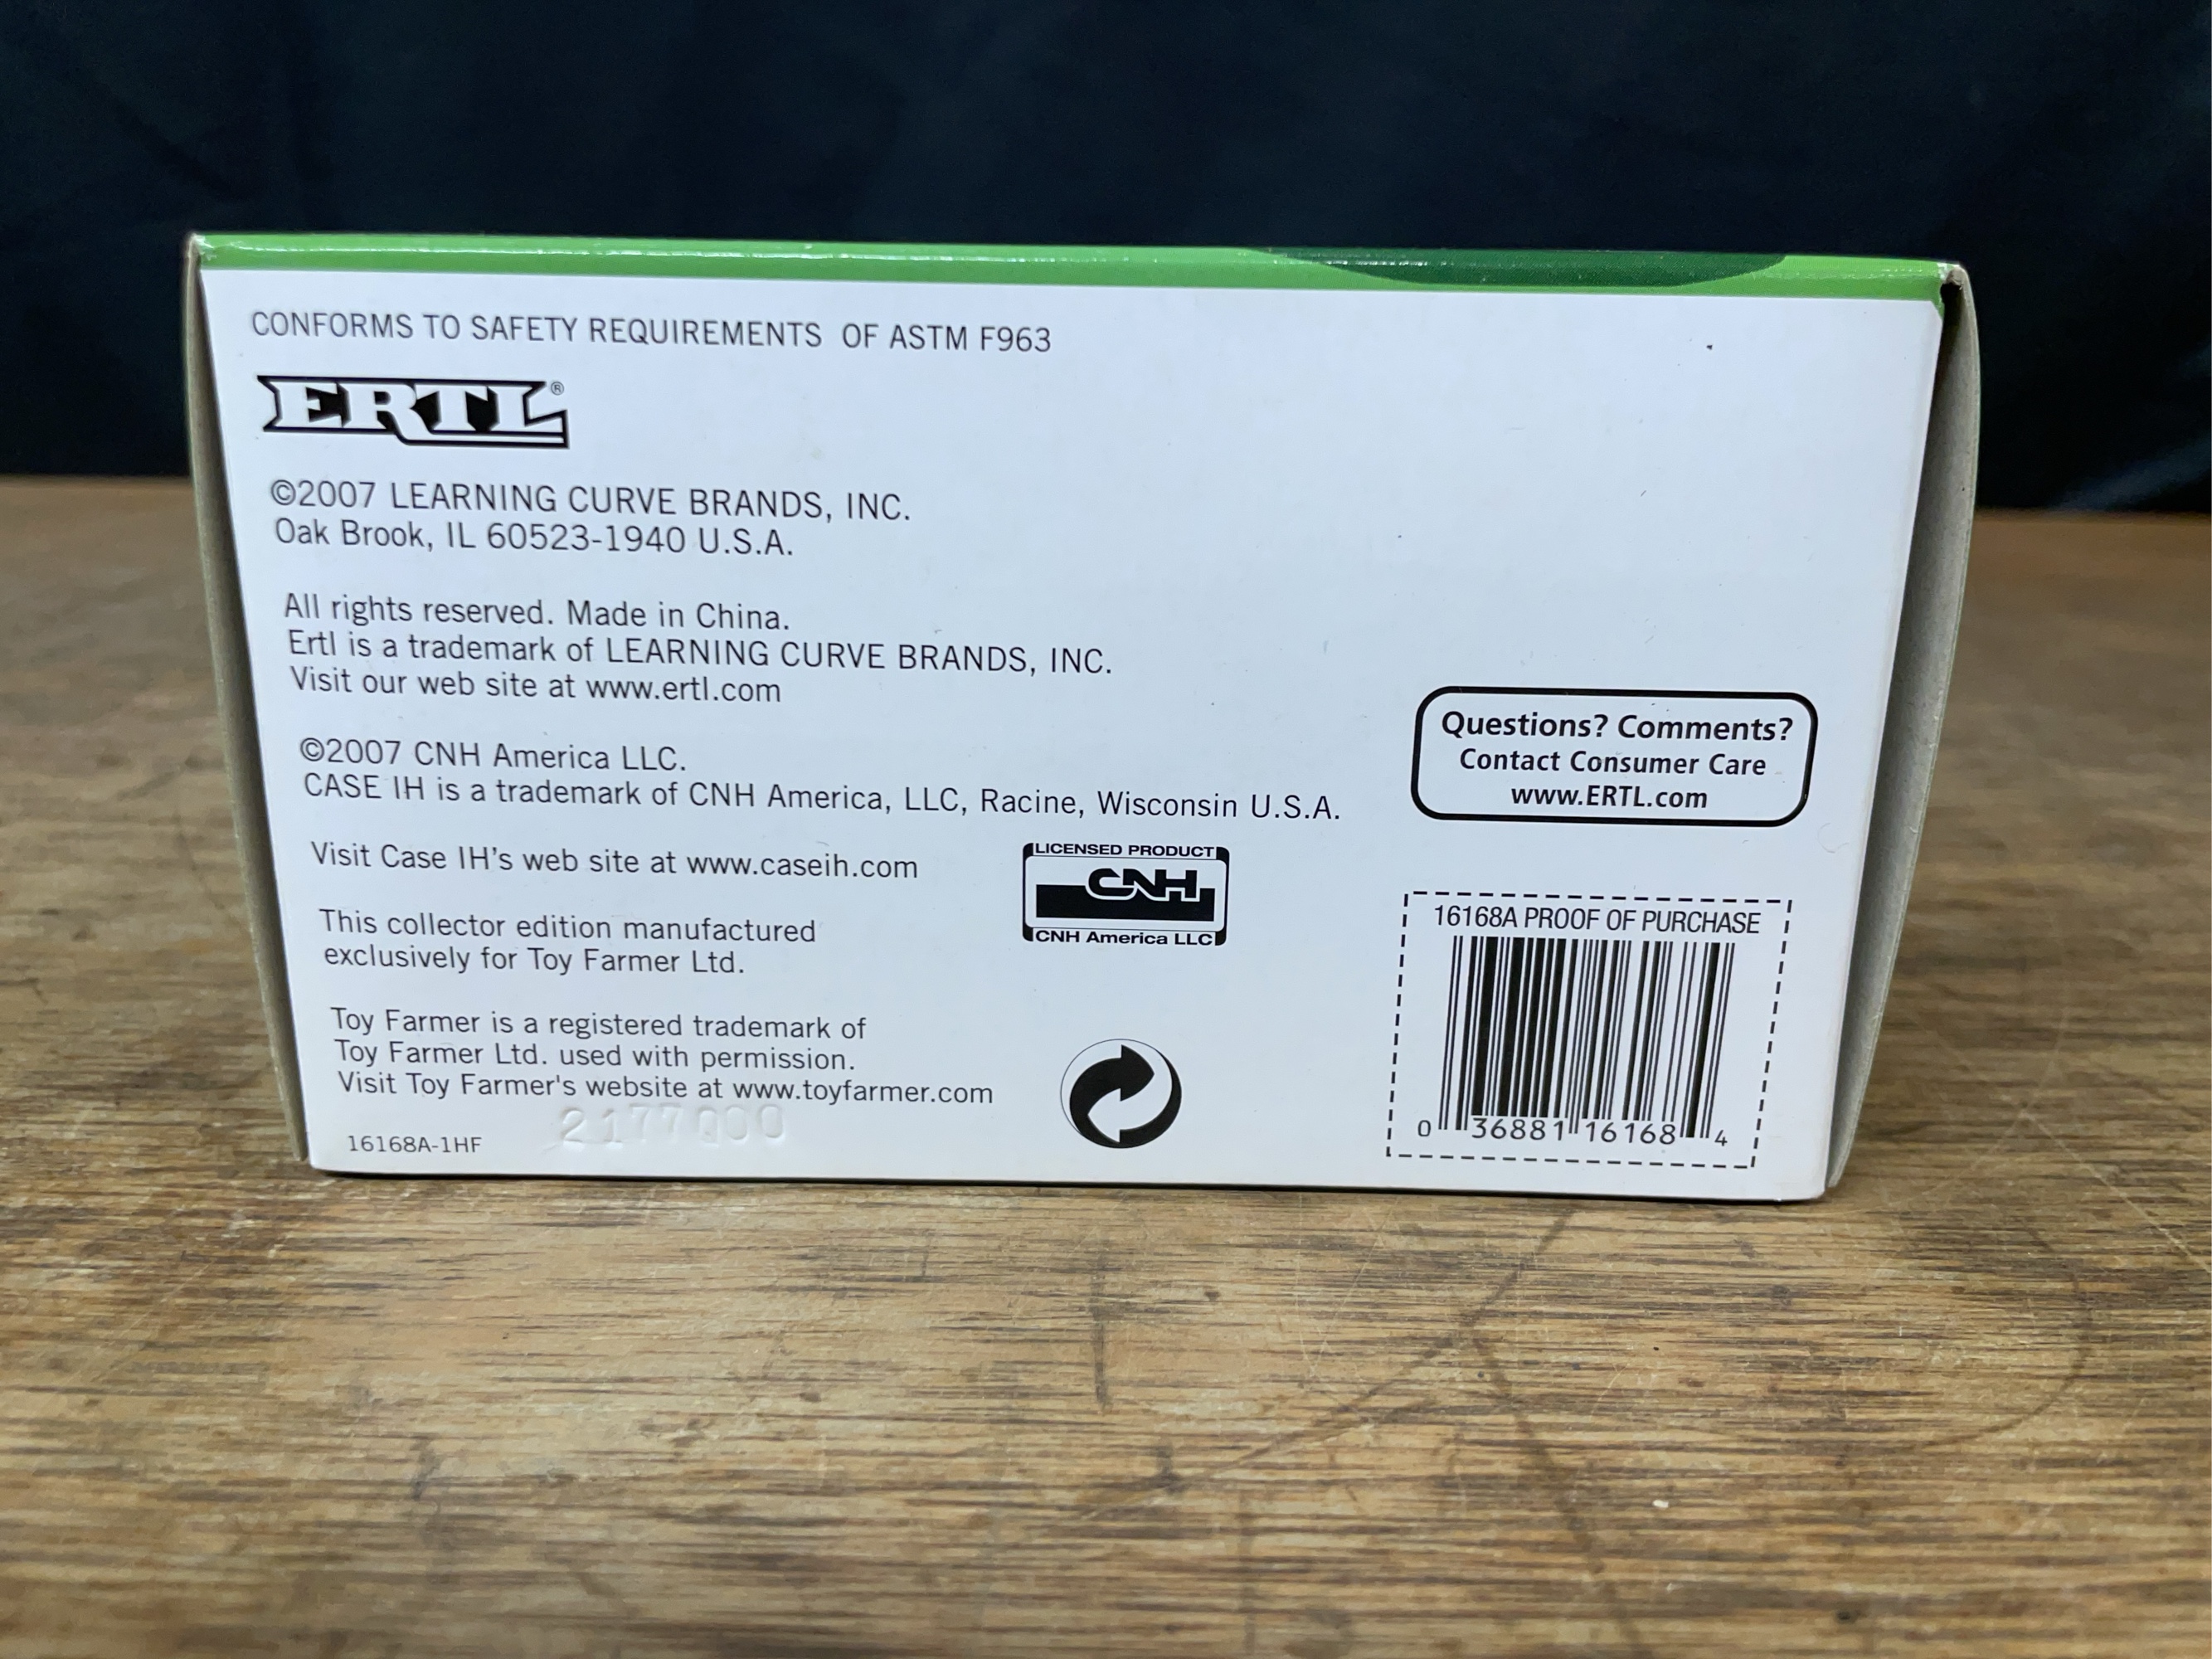 CONFORMS TO SAFETY REQUIREMENTS OF ASTM F963
ERTL®
©2007 LEARNING CURVE BRANDS, INC.
Oak Brook, IL 60523-1940 U.S.A.
All rights reserved. Made in China.
Ertl is a trademark of LEARNING CURVE BRANDS, INC.
Visit our web site at www.ertl.com
©2007 CNH America LLC.
CASE IH is a trademark of CNH America, LLC, Racine, Wisconsin U.S.A.
Visit Case IH's web site at www.caseih.com
This collector edition manufactured
exclusively for Toy Farmer Ltd.
Toy Farmer is a registered trademark of
Toy Farmer Ltd. used with permission.
Visit Toy Farmer's website at www.toyfarmer.com
16168A-1HF
LICENSED PRODUCT
CNH
CNH America LLC
Questions? Comments?
Contact Consumer Care
www.ERTL.com
16168A PROOF OF PURCHASE
0 36881 16168 4